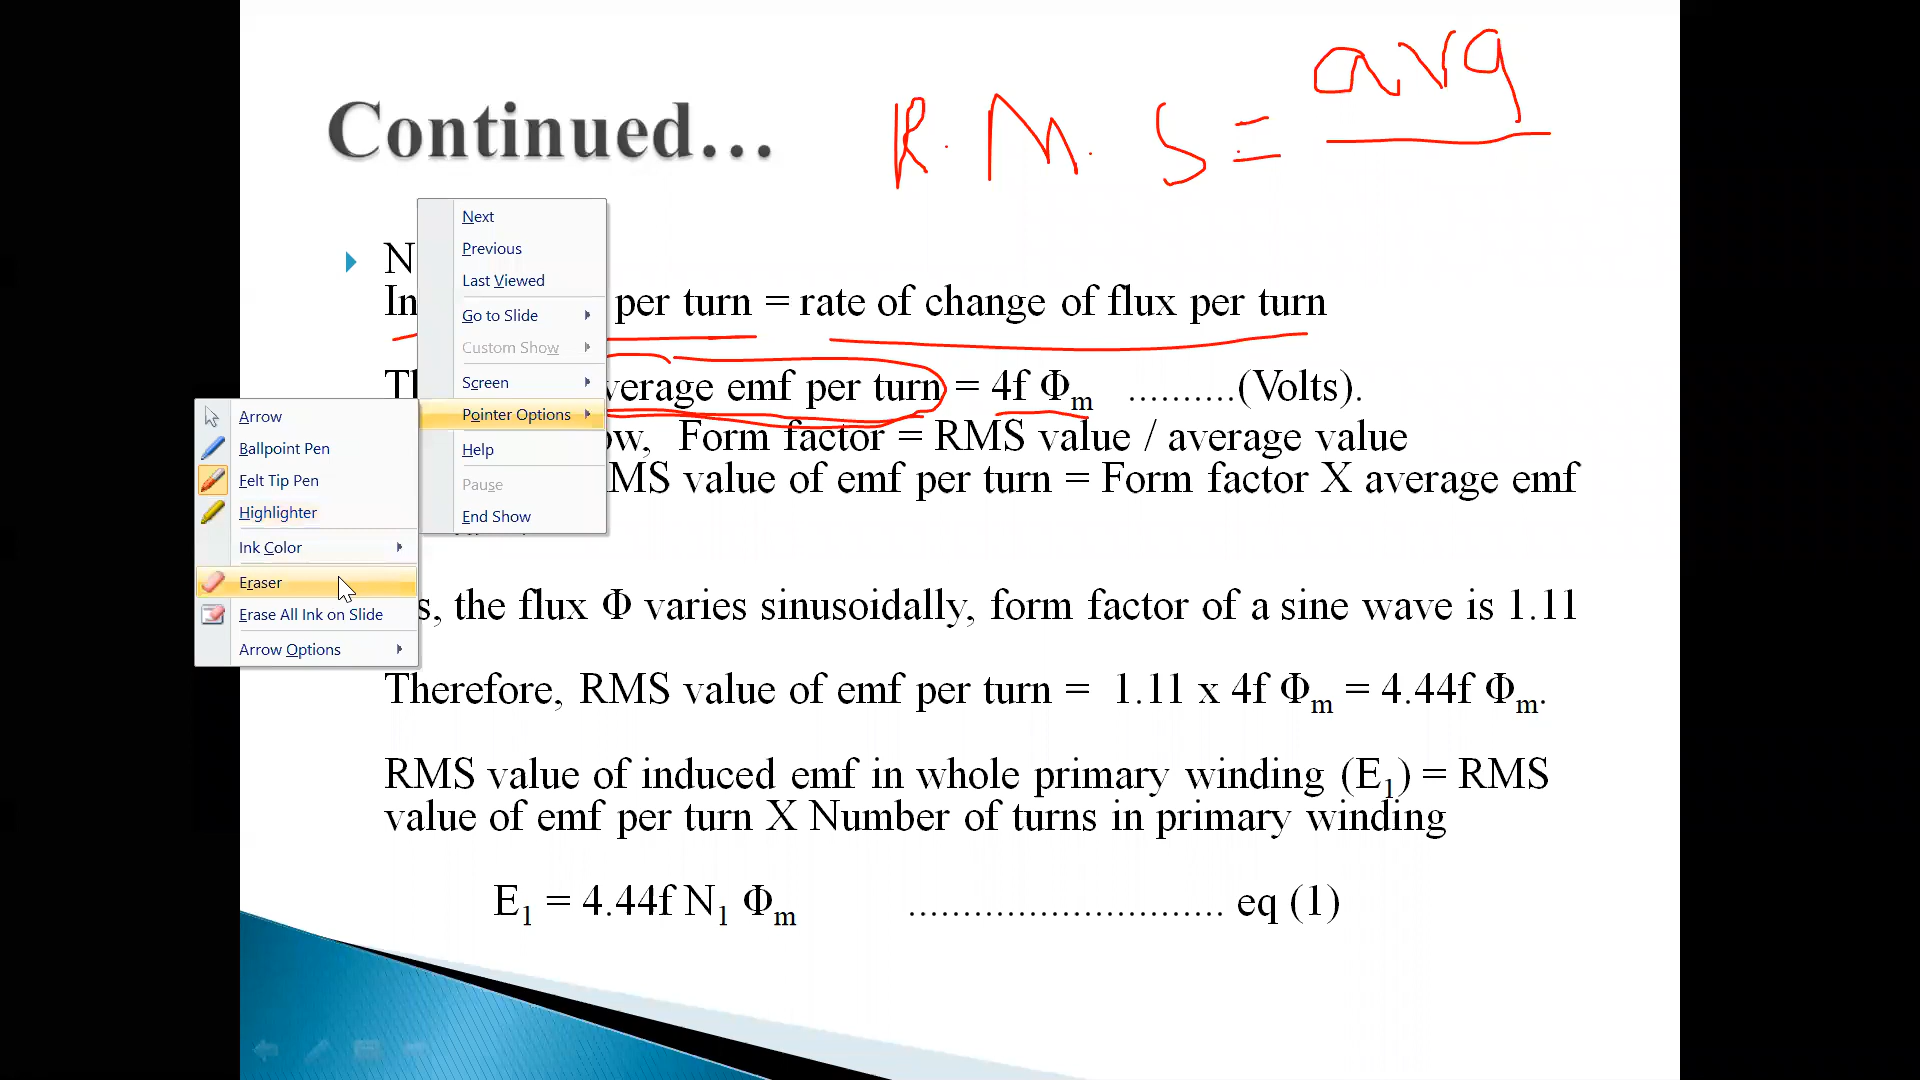 avg
R. M. S =
Continued...
N
In per turn = rate of change of flux per turn
Th verage emf per turn = 4f Φm ..........(Volts).
ow, Form factor = RMS value / average value
MS value of emf per turn = Form factor X average emf
s, the flux Φ varies sinusoidally, form factor of a sine wave is 1.11
Therefore, RMS value of emf per turn = 1.11 x 4f Φm = 4.44f Φm.
RMS value of induced emf in whole primary winding (E1) = RMS
value of emf per turn X Number of turns in primary winding
E1 = 4.44f N1 Φm ............................. eq (1)
Next
Previous
Last Viewed
Go to Slide
Custom Show
Screen
Pointer Options
Help
Pause
End Show
Arrow
Ballpoint Pen
Felt Tip Pen
Highlighter
Ink Color
Eraser
Erase All Ink on Slide
Arrow Options